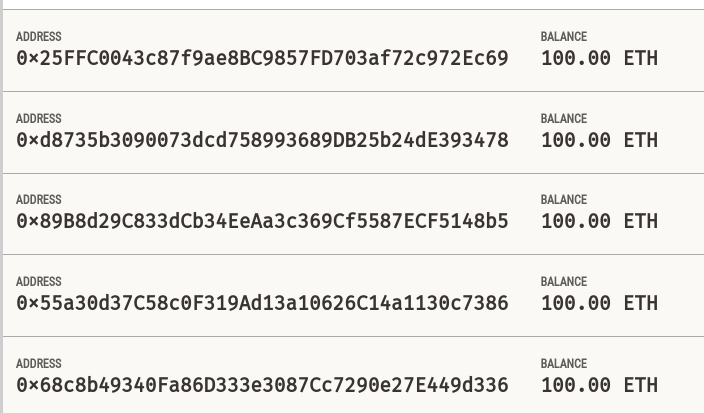 ADDRESS BALANCE
0x25FFC0043c87f9ae8BC9857FD703af72c972Ec69 100.00 ETH
ADDRESS BALANCE
0xd8735b3090073dcd758993689DB25b24dE393478 100.00 ETH
ADDRESS BALANCE
0x89B8d29C833dCb34EeAa3c369Cf5587ECF5148b5 100.00 ETH
ADDRESS BALANCE
0x55a30d37C58c0F319Ad13a10626C14a1130c7386 100.00 ETH
ADDRESS BALANCE
0x68c8b49340Fa86D333e3087Cc7290e27E449d336 100.00 ETH